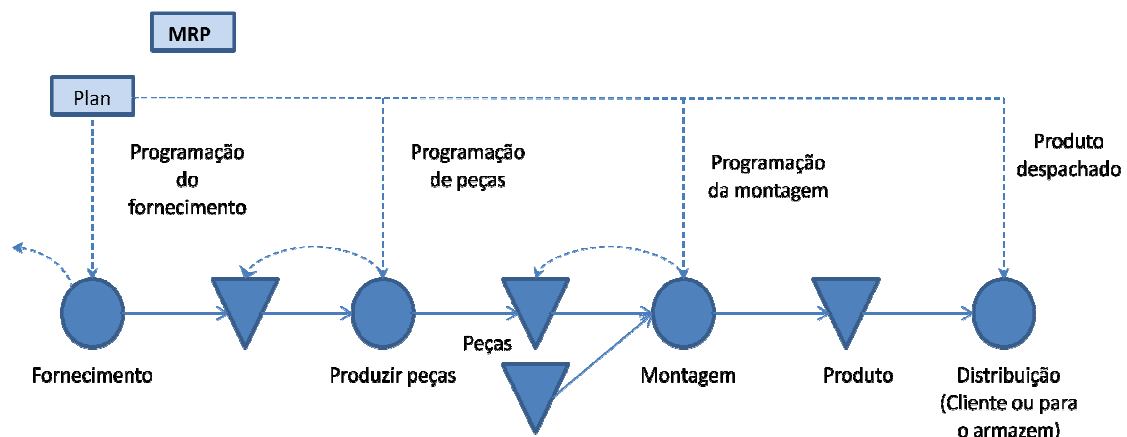 MRP
Plan
Programação
do
fornecimento
Programação
de peças
Programação
da montagem
Produto
despachado
Peças
Fornecimento
Produzir peças
Montagem
Produto
Distribuição
(Cliente ou para
o armazem)